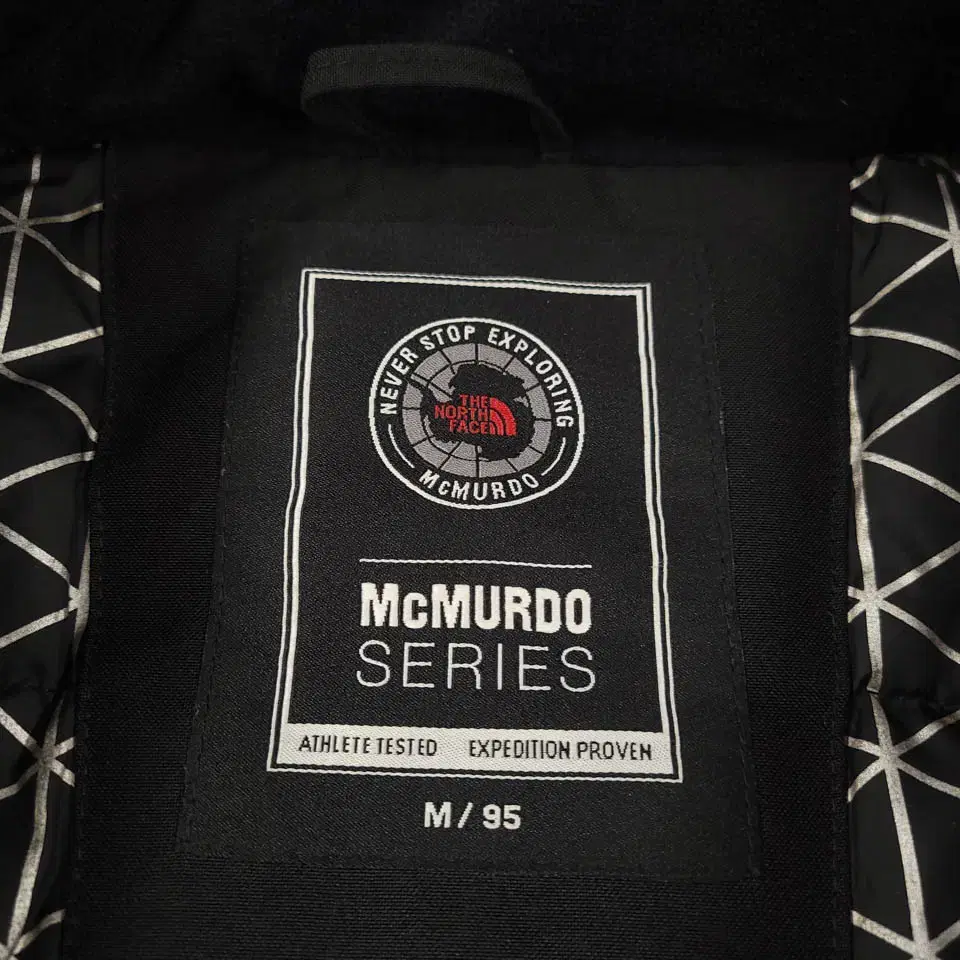 NEVER STOP EXPLORING
THE
NORTH
FACE
McMURDO
McMURDO
SERIES
ATHLETE TESTED EXPEDITION PROVEN
M / 95